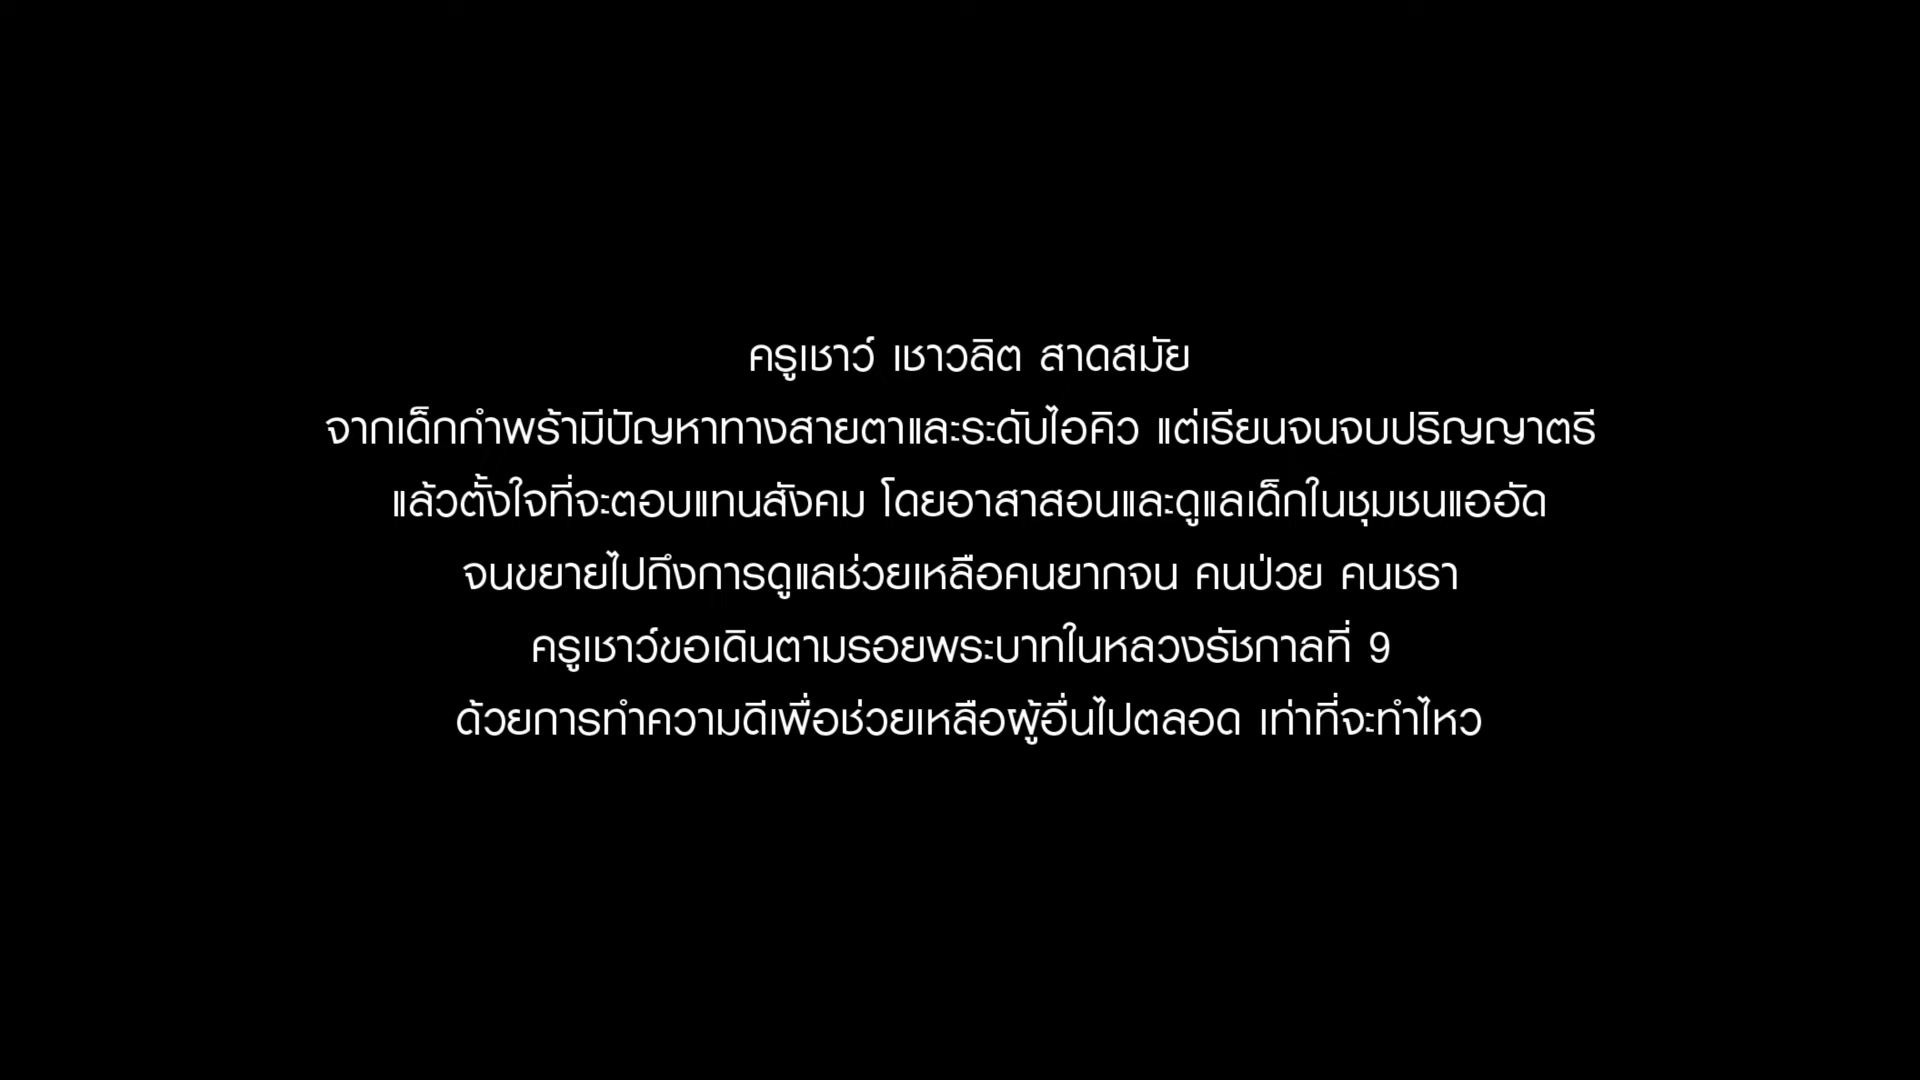 ครูเชาว์ เชาวลิต สาดสมัย
จากเด็กกำพร้ามีปัญหาทางสายตาและระดับไอคิว แต่เรียนจนจบปริญญาตรี
แล้วตั้งใจที่จะตอบแทนสังคม โดยอาสาสอนและดูแลเด็กในชุมชนแออัด
จนขยายไปถึงการดูแลช่วยเหลือคนยากจน คนป่วย คนชรา
ครูเชาว์ขอเดินตามรอยพระบาทในหลวงรัชกาลที่ 9
ด้วยการทำความดีเพื่อช่วยเหลือผู้อื่นไปตลอด เท่าที่จะทำไหว